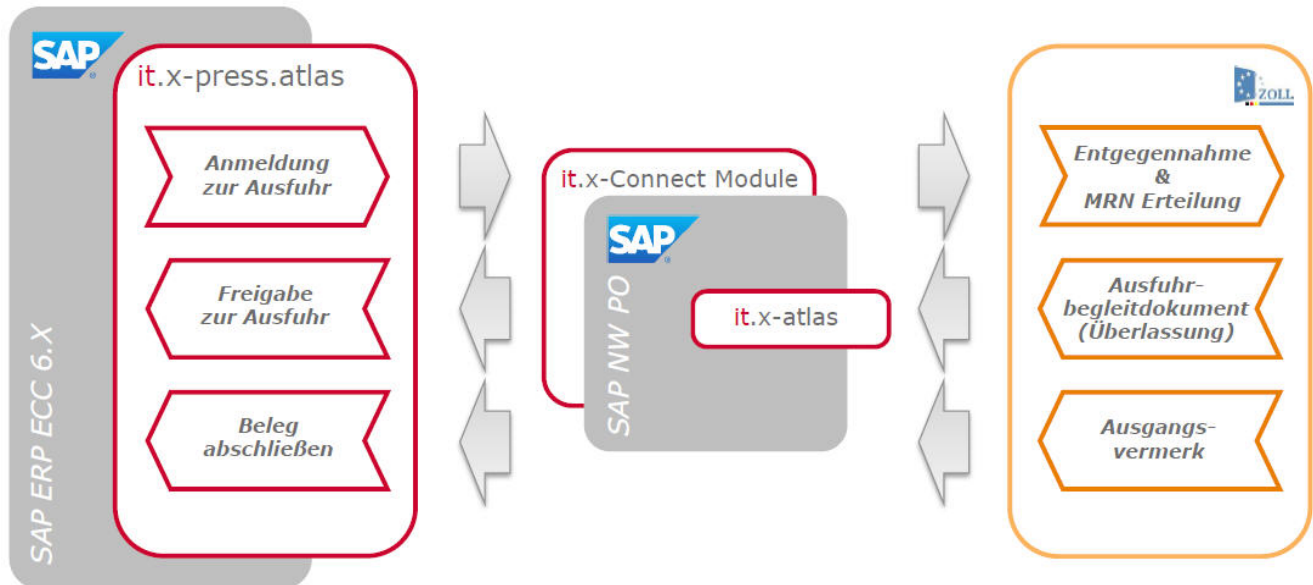 SAP
®
it.x-press.atlas
Anmeldung
zur Ausfuhr
Freigabe
zur Ausfuhr
Beleg
abschließen
SAP ERP ECC 6.X
it.x-Connect Module
SAP
®
it.x-atlas
SAP NW PO
ZOLL
Entgegennahme
&
MRN Erteilung
Ausfuhr-
begleitdokument
(Überlassung)
Ausgangs-
vermerk